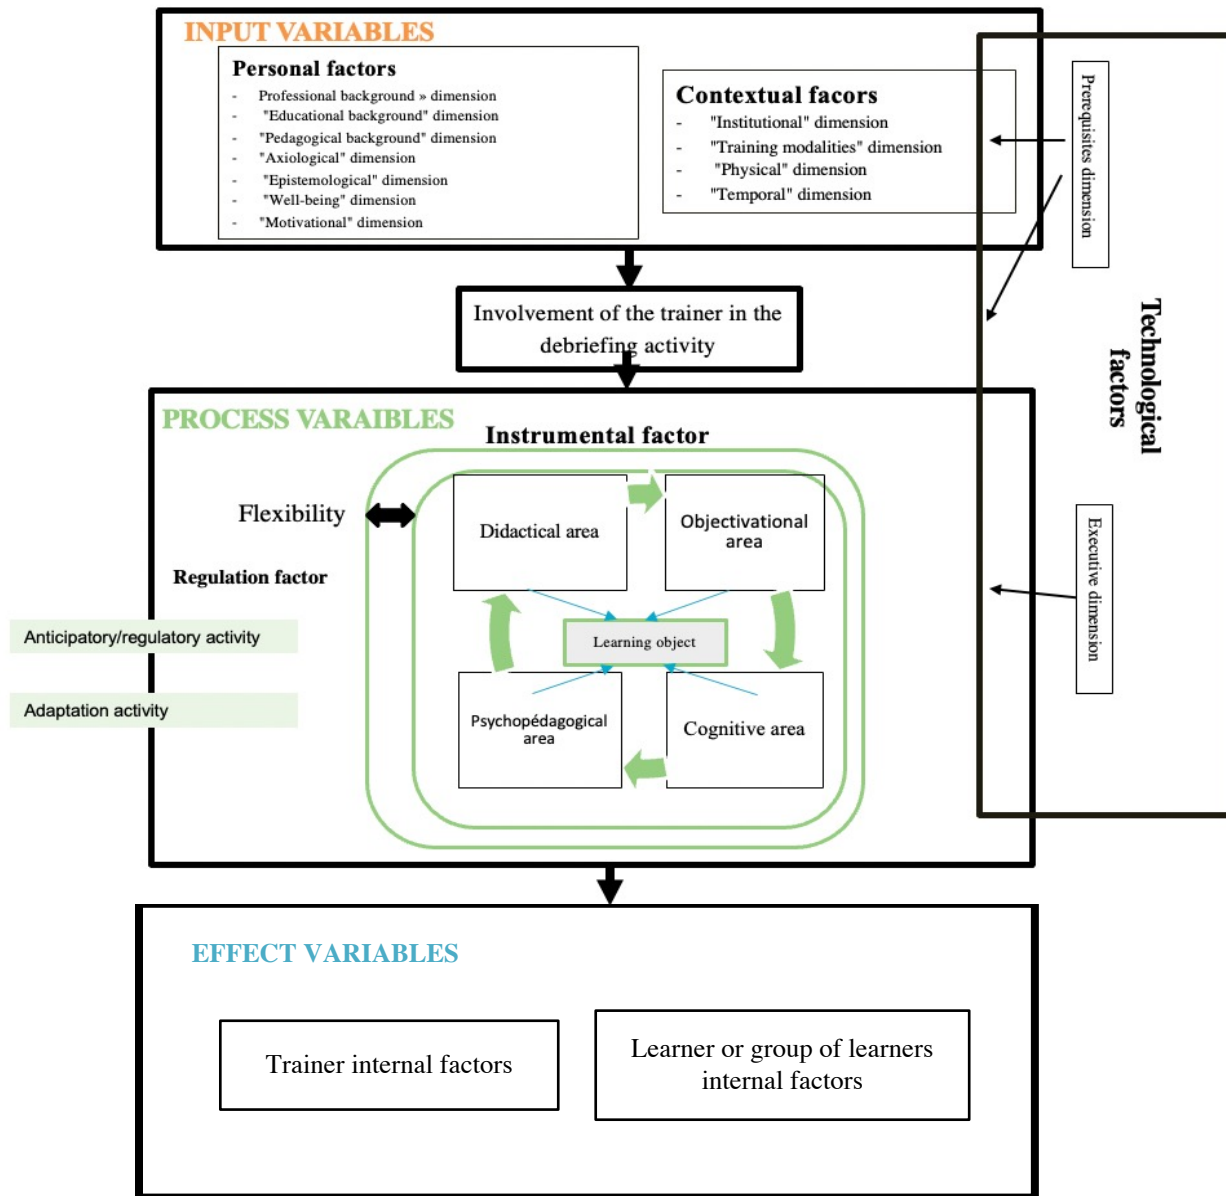 INPUT VARIABLES
Personal factors
- Professional background » dimension
- "Educational background" dimension
- "Pedagogical background" dimension
- "Axiological" dimension
- "Epistemological" dimension
- "Well-being" dimension
- "Motivational" dimension
Contextual facors
- "Institutional" dimension
- "Training modalities" dimension
- "Physical" dimension
- "Temporal" dimension
Prerequisites dimension
Technological
factors
Executive dimension
Involvement of the trainer in the
debriefing activity
PROCESS VARAIBLES
Instrumental factor
Flexibility
Regulation factor
Anticipatory/regulatory activity
Adaptation activity
Didactical area
Objectivational
area
Learning object
Psychopédagogical
area
Cognitive area
EFFECT VARIABLES
Trainer internal factors
Learner or group of learners
internal factors